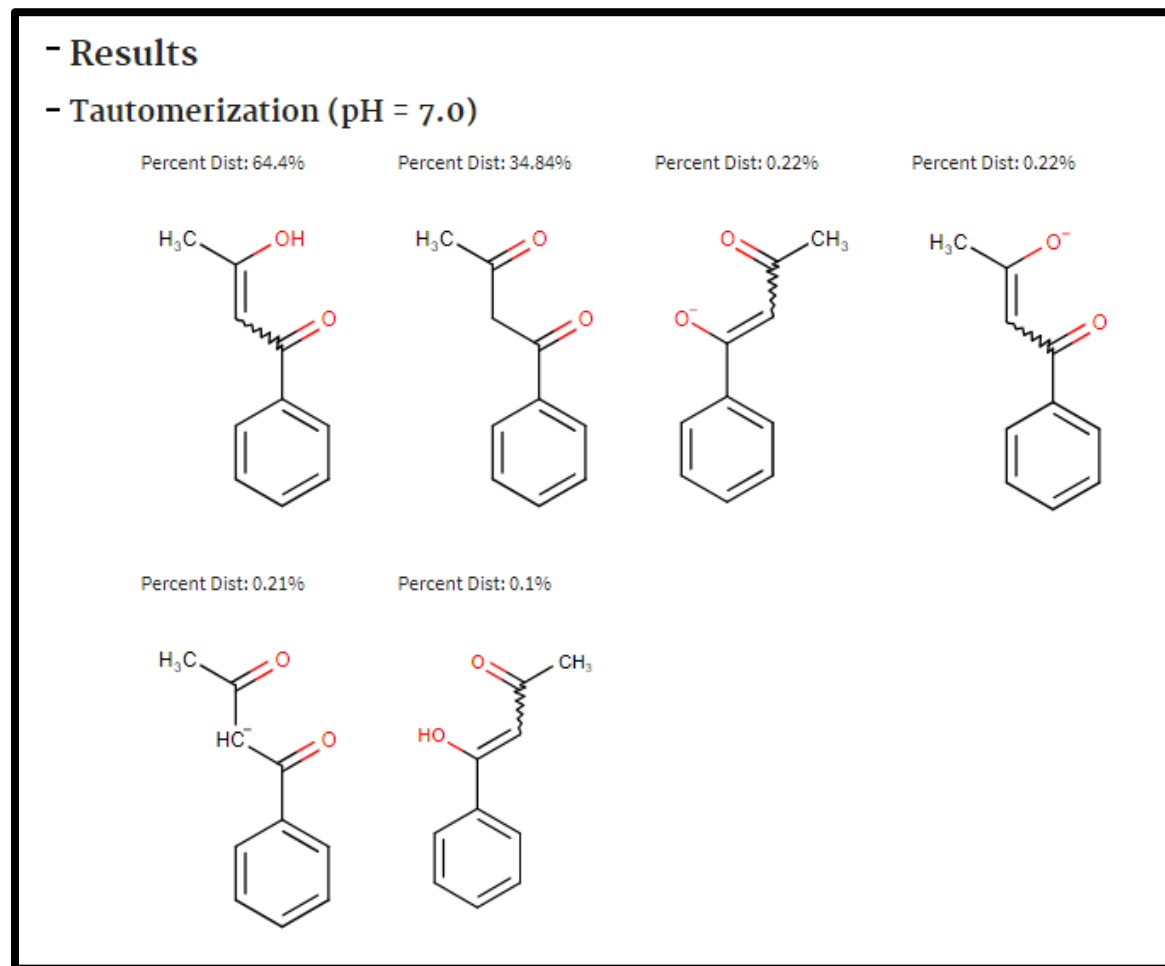 - Results
- Tautomerization (pH = 7.0)
Percent Dist: 64.4% Percent Dist: 34.84% Percent Dist: 0.22% Percent Dist: 0.22%
H₃C OH H₃C O O CH₃ H₃C O⁻
O O O⁻ O
Percent Dist: 0.21% Percent Dist: 0.1%
H₃C O O CH₃
HC⁻ O HO